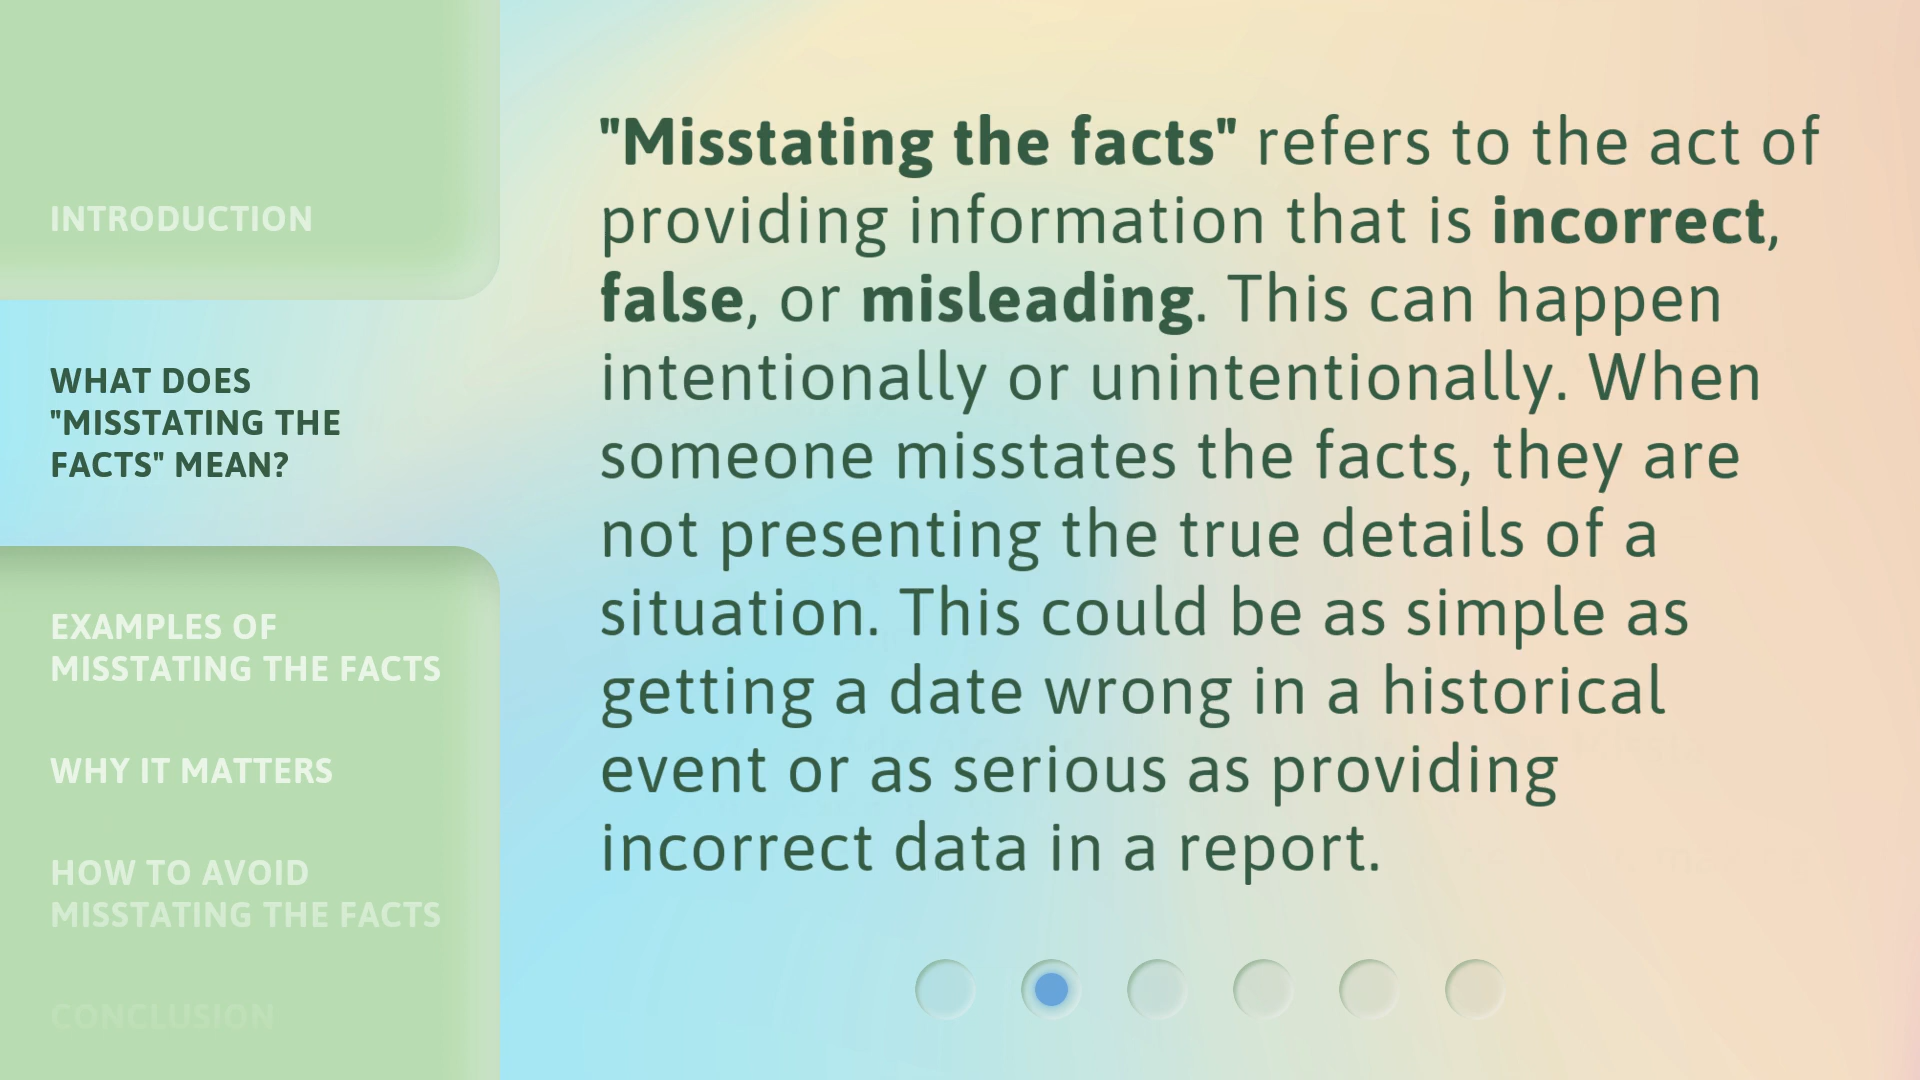 INTRODUCTION
WHAT DOES
"MISSTATING THE
FACTS" MEAN?
EXAMPLES OF
MISSTATING THE FACTS
WHY IT MATTERS
HOW TO AVOID
MISSTATING THE FACTS
CONCLUSION
"Misstating the facts" refers to the act of
providing information that is incorrect,
false, or misleading. This can happen
intentionally or unintentionally. When
someone misstates the facts, they are
not presenting the true details of a
situation. This could be as simple as
getting a date wrong in a historical
event or as serious as providing
incorrect data in a report.